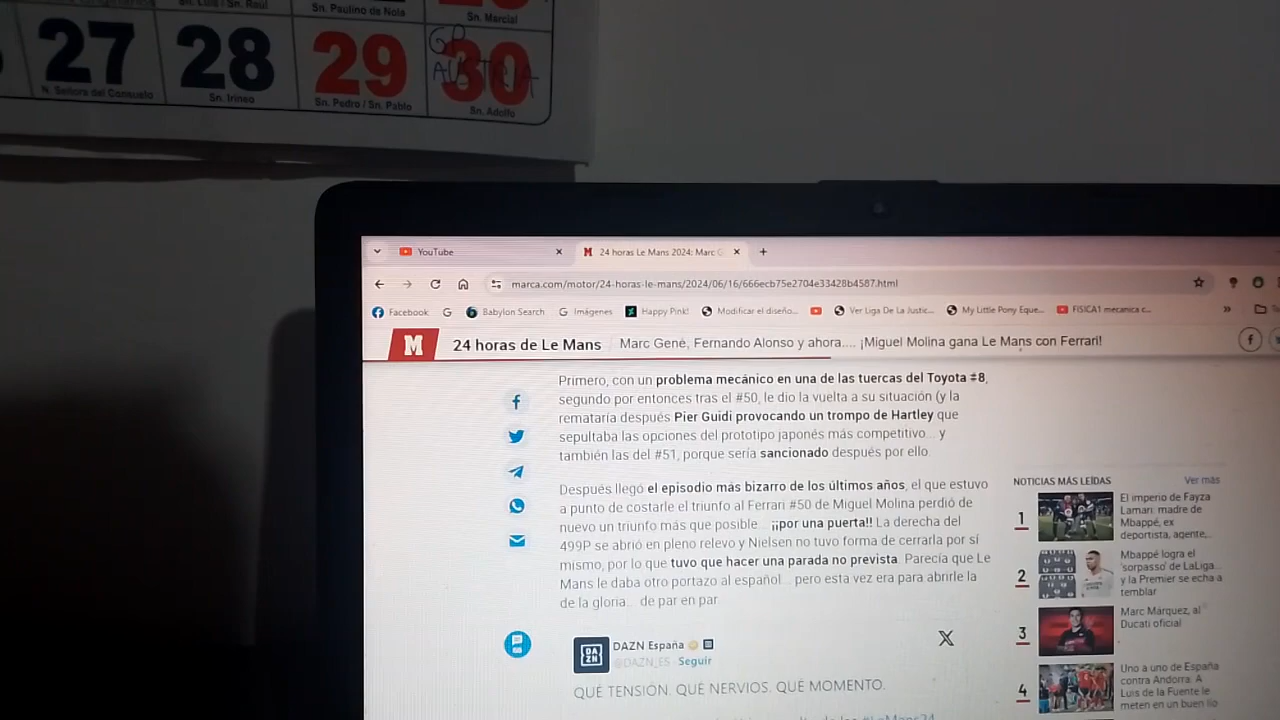 Sn. Paulino de Nola
Sn. Marcial
27
28
29
30
GP
AUSTRIA
N. Señora del Consuelo
Sn. Irineo
Sn. Pedro / Sn. Pablo
Sn. Adolfo
YouTube
24 horas Le Mans 2024: Marc G
marca.com/motor/24-horas-le-mans/2024/06/16/666ecb75e2704e33428b4587.html
Facebook
Babylon Search
Imágenes
Happy Pink!
Modificar el diseño...
Ver Liga De La Justic...
My Little Pony Eque...
FISICA1 mecanica c...
M
24 horas de Le Mans
Marc Gené, Fernando Alonso y ahora.... ¡Miguel Molina gana Le Mans con Ferrari!
Primero, con un problema mecánico en una de las tuercas del Toyota #8,
segundo por entonces tras el #50, le dio la vuelta a su situación (y la
remataría después Pier Guidi provocando un trompo de Hartley que
sepultaba las opciones del prototipo japonés más competitivo... y
también las del #51, porque sería sancionado después por ello.
Después llegó el episodio más bizarro de los últimos años, el que estuvo
a punto de costarle el triunfo al Ferrari #50 de Miguel Molina perdió de
nuevo un triunfo más que posible... ¡¡por una puerta!! La derecha del
499P se abrió en pleno relevo y Nielsen no tuvo forma de cerrarla por sí
mismo, por lo que tuvo que hacer una parada no prevista. Parecía que Le
Mans le daba otro portazo al español... pero esta vez era para abrirle la
de la gloria... de par en par.
NOTICIAS MÁS LEÍDAS
Ver más
1
El imperio de Fayza
Lamari: madre de
Mbappé, ex
deportista, agente,...
2
Mbappé logra el
'sorpasso' de LaLiga...
y la Premier se echa a
temblar
3
Marc Márquez, al
Ducati oficial
4
Uno a uno de España
contra Andorra: A
Luis de la Fuente le
meten en un buen lío
DA
ZN
DAZN España
@DAZN_ES · Seguir
QUÉ TENSIÓN. QUÉ NERVIOS. QUÉ MOMENTO.